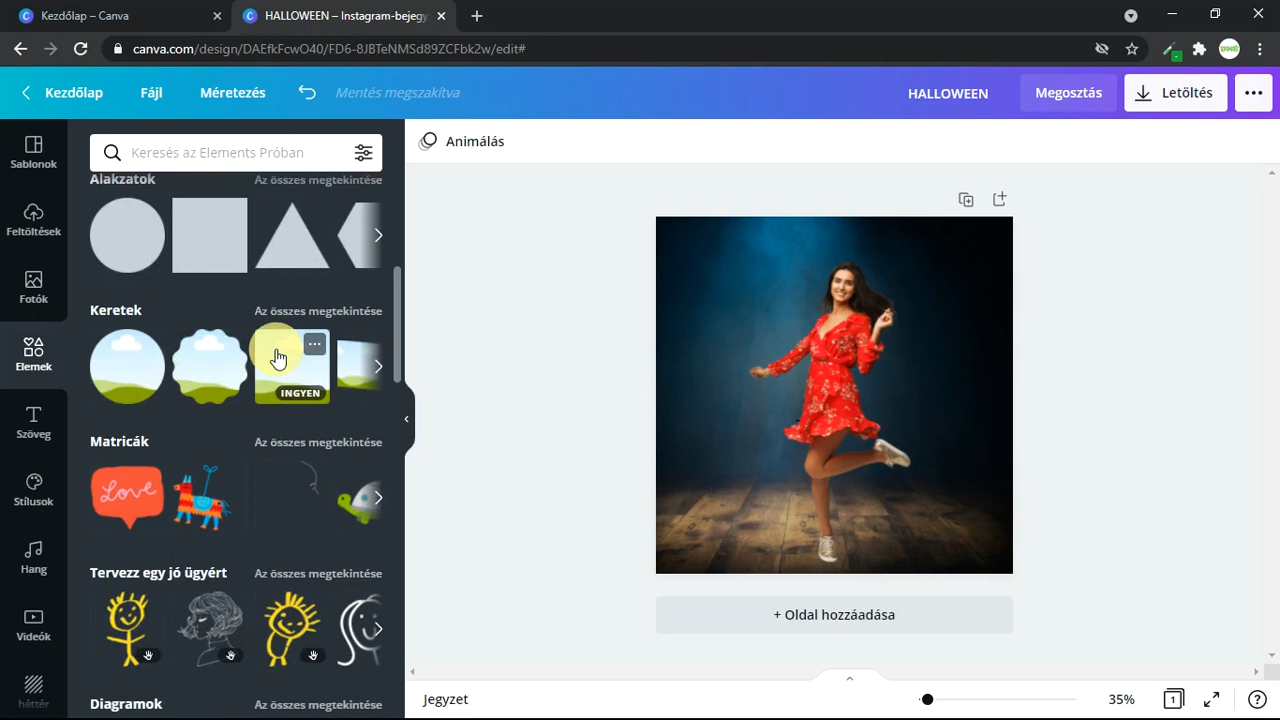 Kezdőlap – Canva
HALLOWEEN – Instagram-bejegy
canva.com/design/DAEfkFcwO40/FD6-8JBTeNMSd89ZCFbk2w/edit#
Kezdőlap
Fájl
Méretezés
Mentés megszakítva
HALLOWEEN
Megosztás
Letöltés
Sablonok
Feltöltések
Fotók
Elemek
Szöveg
Stílusok
Hang
Videók
háttér
Keresés az Elements Próban
Alakzatok
Az összes megtekintése
Keretek
Az összes megtekintése
INGYEN
Matricák
Az összes megtekintése
Love
Tervezz egy jó ügyért
Az összes megtekintése
Diagramok
Az összes megtekintése
Animálás
+ Oldal hozzáadása
Jegyzet
35%
1